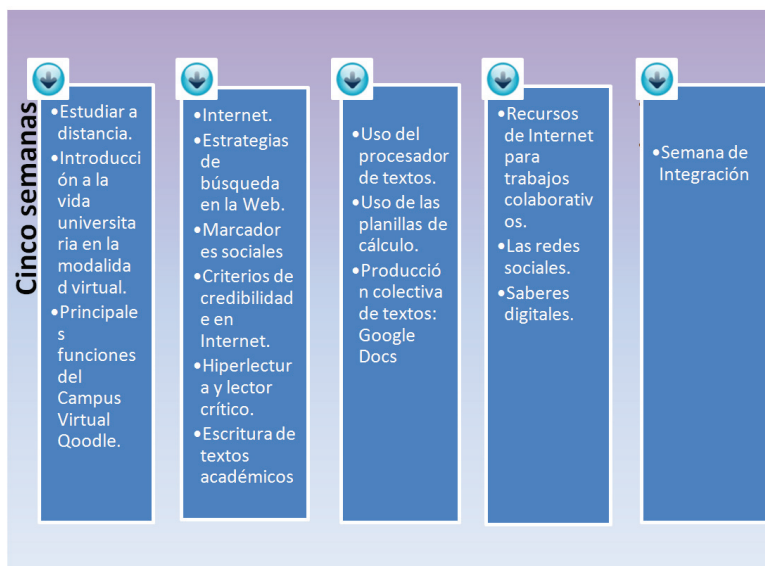 Cinco semanas
•Estudiar a
distancia.
•Introducci
ón a la
vida
universita
ria en la
modalida
d virtual.
•Principale
s
funciones
del
Campus
Virtual
Qoodle.
•Internet.
•Estrategias
de
búsqueda
en la Web.
•Marcador
es sociales
•Criterios de
credibilidad
e en
Internet.
•Hiperlectur
a y lector
crítico.
•Escritura de
textos
académicos
•Uso del
procesador
de textos.
•Uso de las
planillas de
cálculo.
•Producció
n colectiva
de textos:
Google
Docs
•Recursos
de Internet
para
trabajos
colaborativ
os.
•Las redes
sociales.
•Saberes
digitales.
•Semana de
Integración